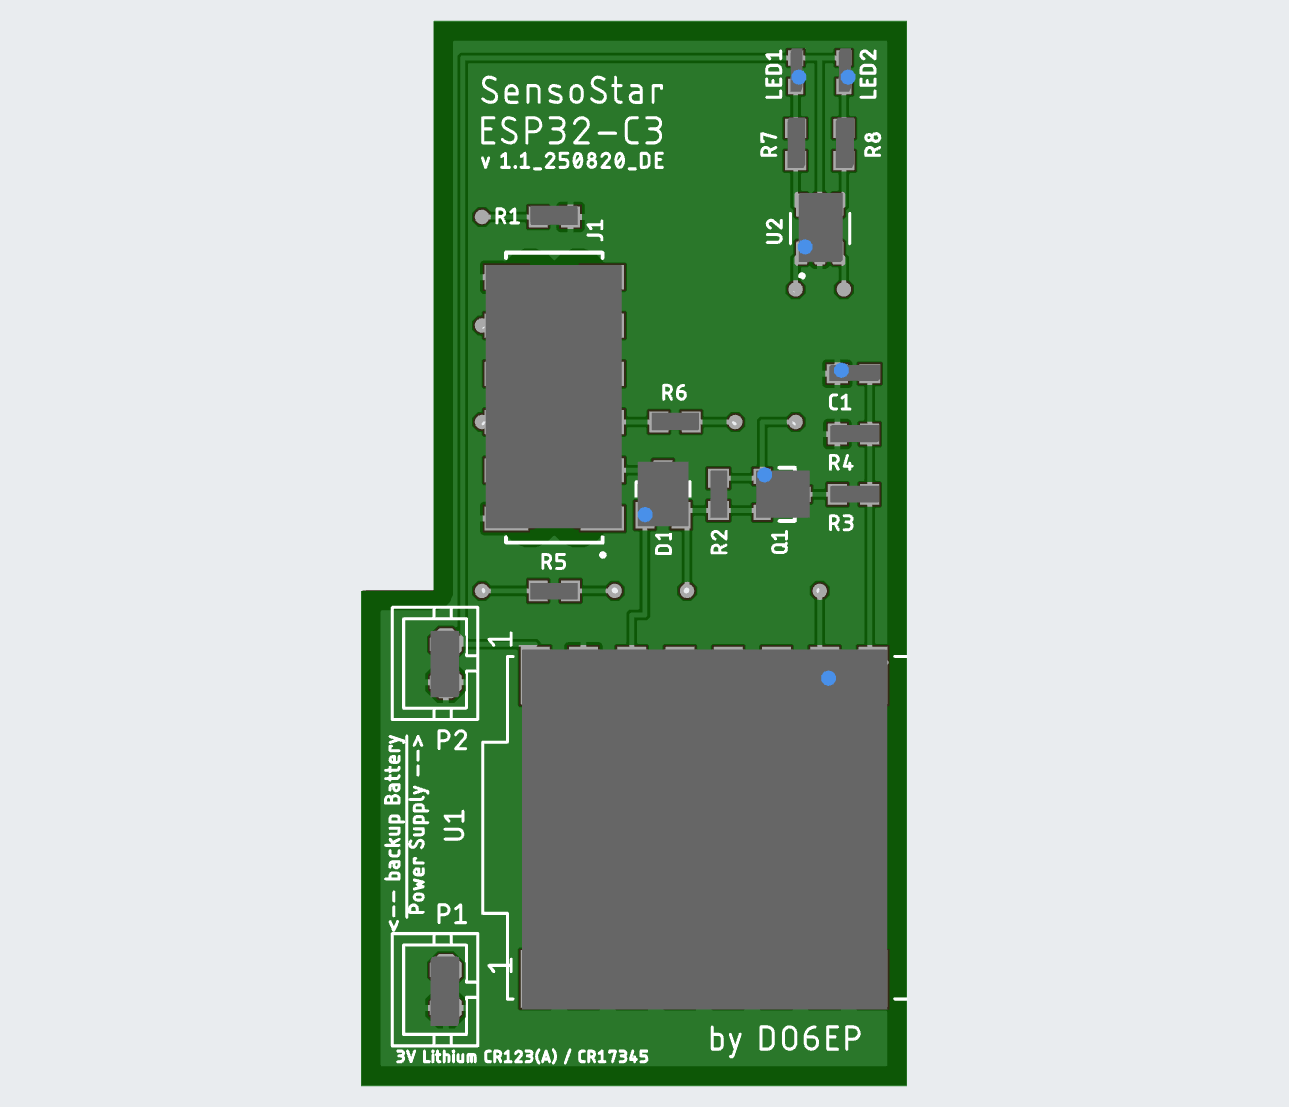 LED1
LED2
SensoStar
ESP32-C3
v 1.1_250820_DE
R7
R8
R1
J1
U2
R6
C1
R4
R3
D1
R2
Q1
R5
1
P2
<--- backup Battery
Power Supply --->
U1
P1
1
by DO6EP
3V Lithium CR123(A) / CR17345